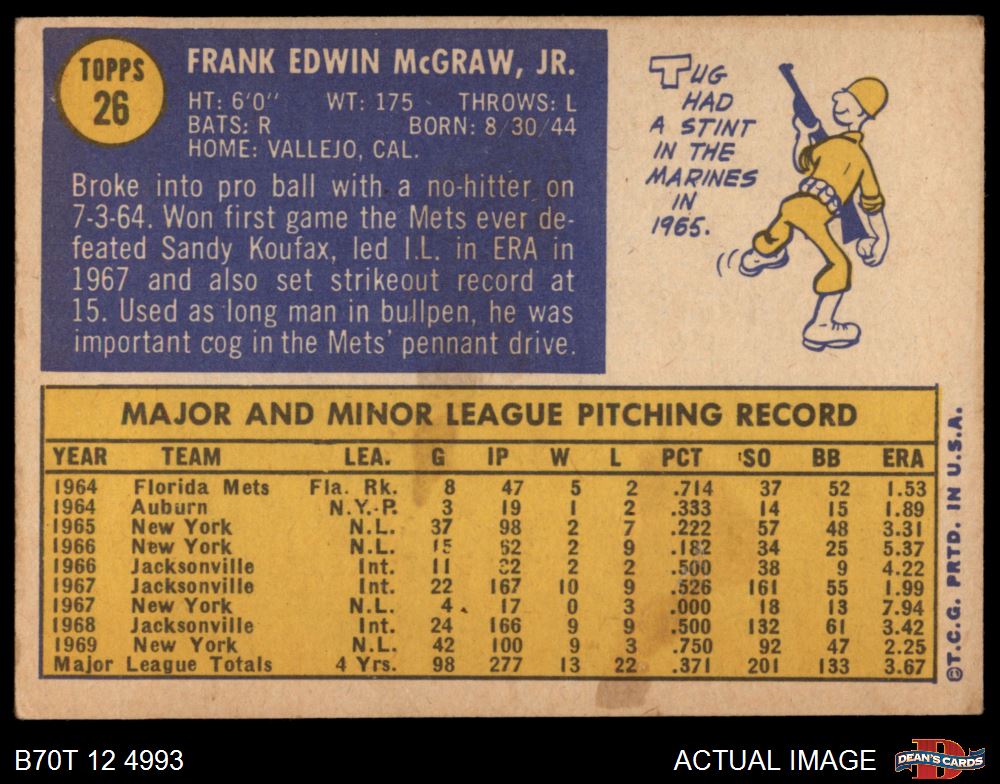 TOPPS
26
FRANK EDWIN McGRAW, JR.
HT: 6'0" WT: 175 THROWS: L
BATS: R BORN: 8/30/44
HOME: VALLEJO, CAL.
Broke into pro ball with a no-hitter on
7-3-64. Won first game the Mets ever de-
feated Sandy Koufax, led I.L. in ERA in
1967 and also set strikeout record at
15. Used as long man in bullpen, he was
important cog in the Mets' pennant drive.
TUG
HAD
A STINT
IN THE
MARINES
IN
1965.
MAJOR AND MINOR LEAGUE PITCHING RECORD
YEAR TEAM LEA. G IP W L PCT SO BB ERA
1964 Florida Mets Fla. Rk. 8 47 5 2 .714 37 52 1.53
1964 Auburn N.Y.-P. 3 19 1 2 .333 14 15 1.89
1965 New York N.L. 37 98 2 7 .222 57 48 3.31
1966 New York N.L. 15 62 2 9 .182 34 25 5.37
1966 Jacksonville Int. 11 32 2 2 .500 38 9 4.22
1967 Jacksonville Int. 22 167 10 9 .526 161 55 1.99
1967 New York N.L. 4 17 0 3 .000 18 13 7.94
1968 Jacksonville Int. 24 166 9 9 .500 132 61 3.42
1969 New York N.L. 42 100 9 3 .750 92 47 2.25
Major League Totals 4 Yrs. 98 277 13 22 .371 201 133 3.67
©T.C.G. PRTD. IN U.S.A.
B70T 12 4993
ACTUAL IMAGE
DEAN'S CARDS